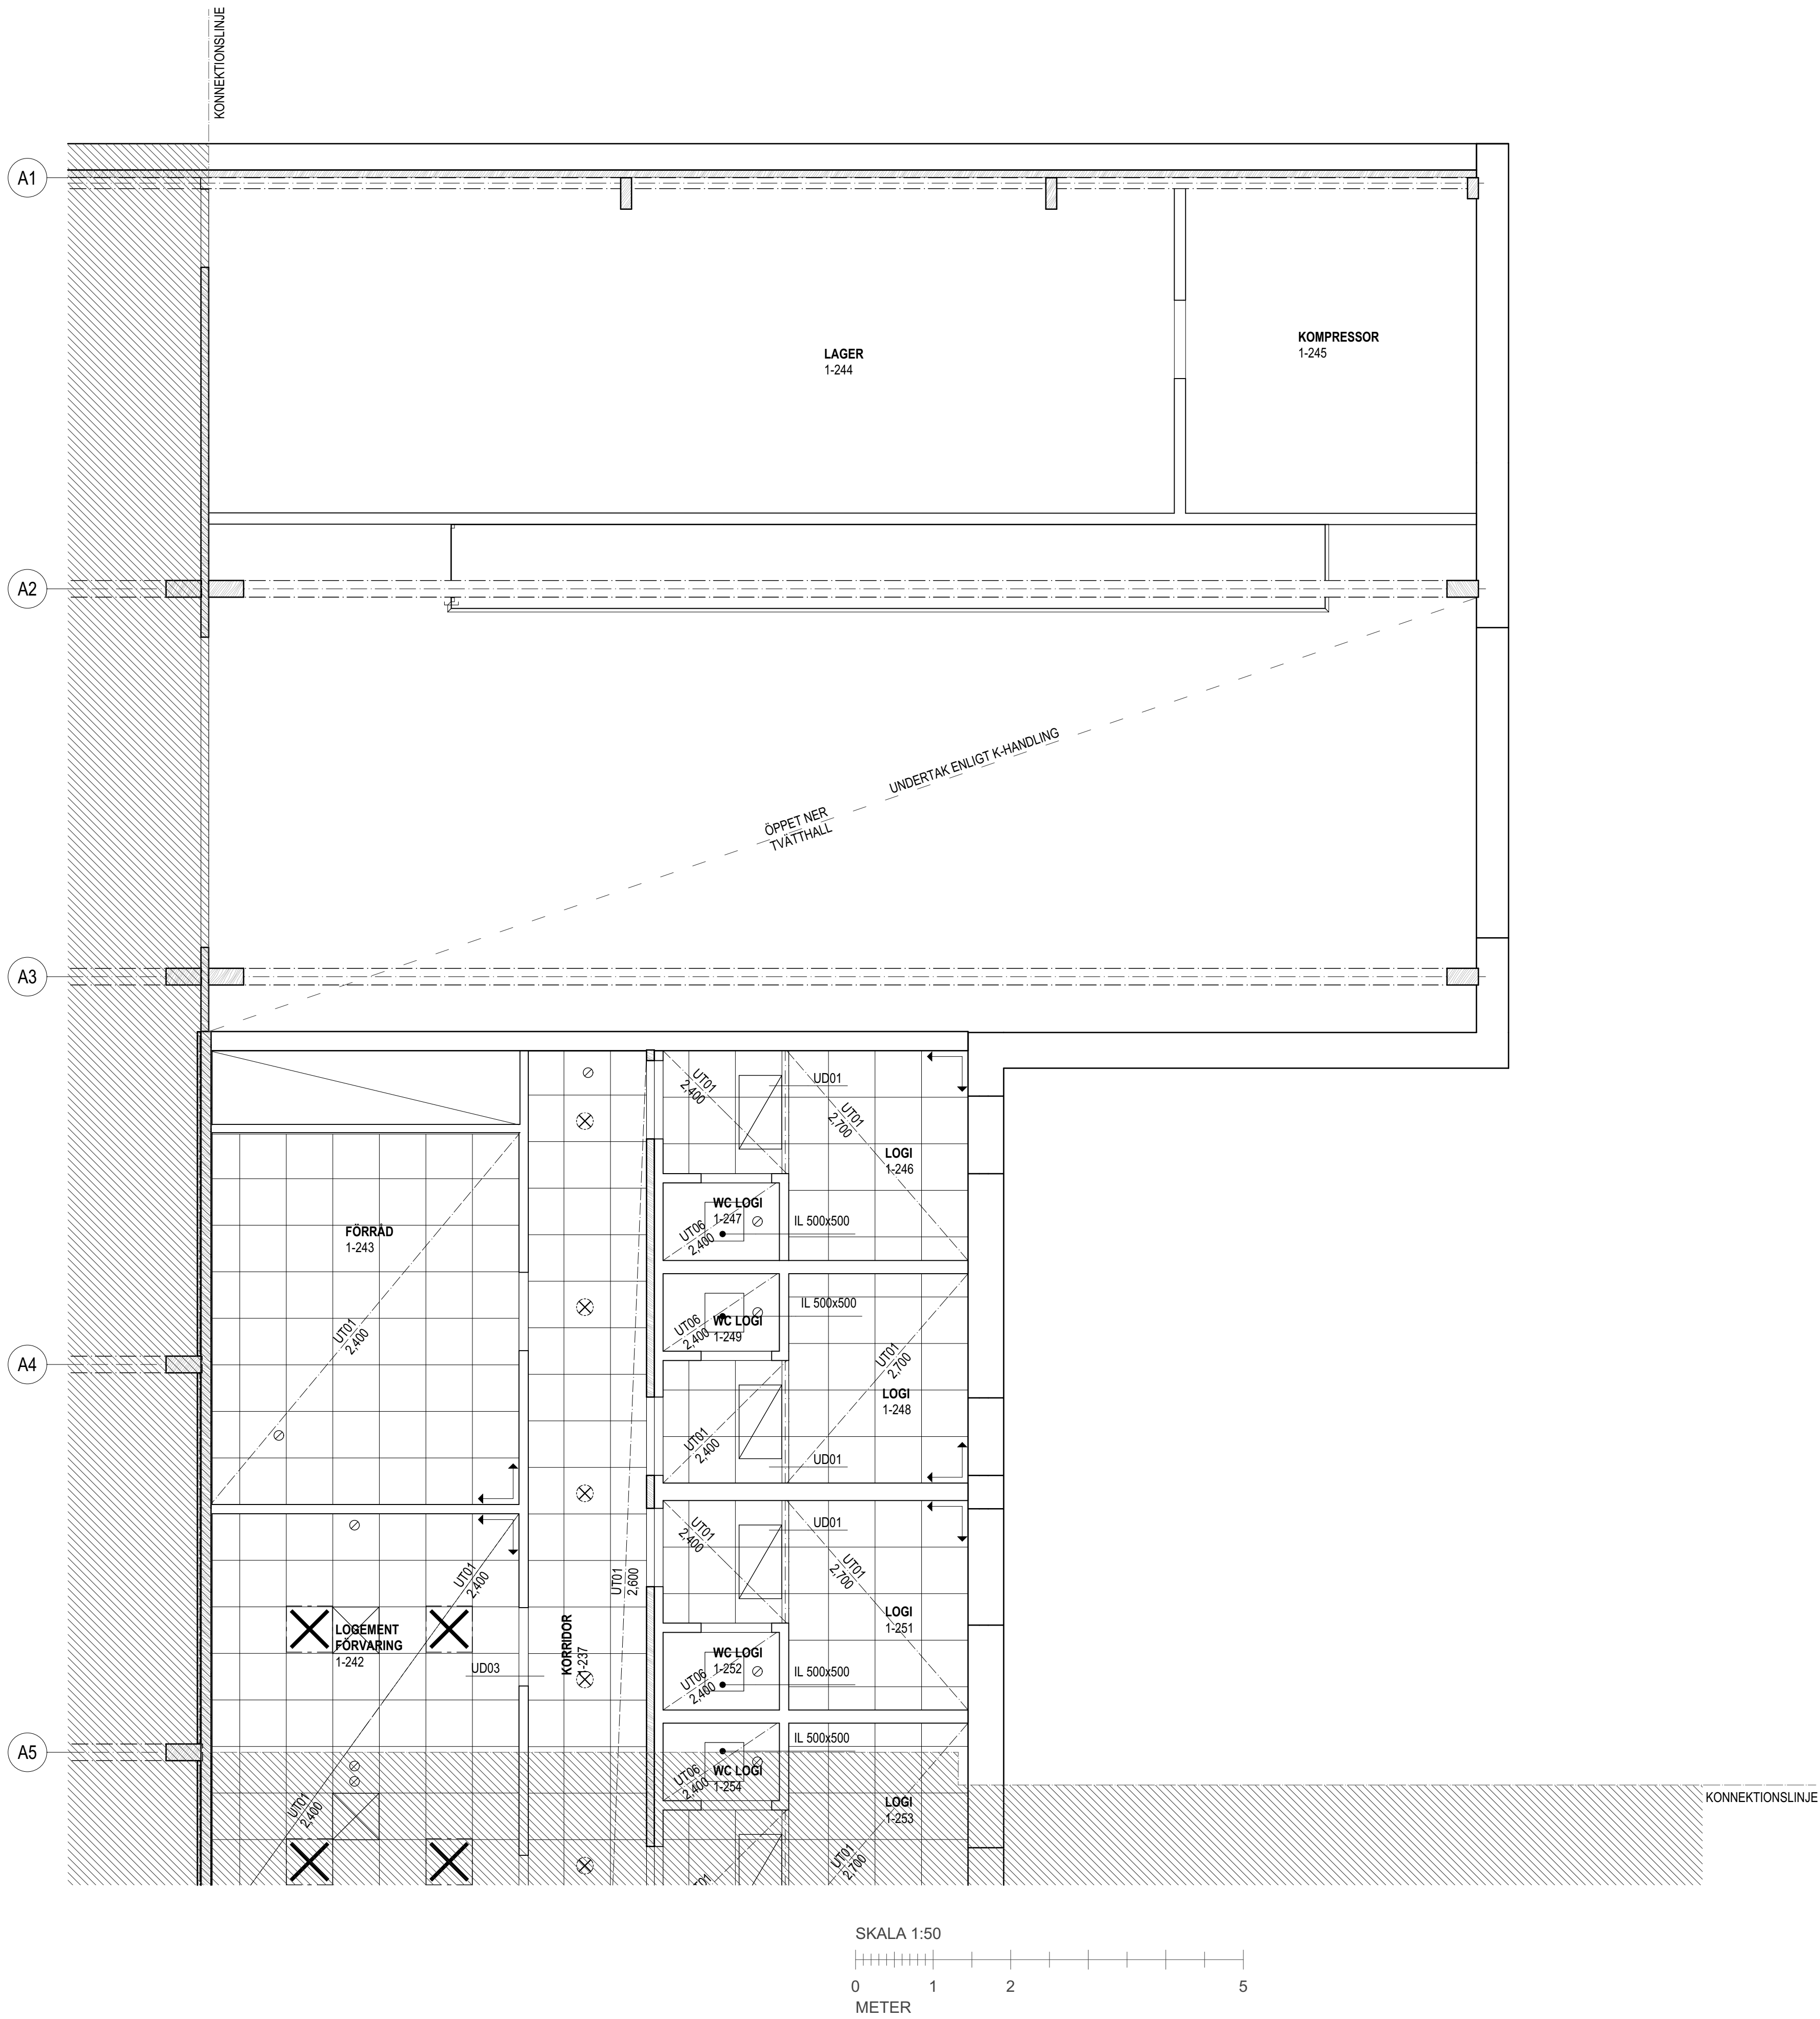 KONNEKTIONSLINJE
A1
KOMPRESSOR
1-245
LAGER
1-244
A2
UNDERTAK ENLIGT K-HANDLING
ÖPPET NER
TVÄTTHALL
A3
UT01
2,400
UD01
UT01
2,700
LOGI
1-246
WC LOGI
1-247
IL 500x500
UT06
2,400
FÖRRÅD
1-243
UT01
2,400
IL 500x500
WC LOGI
1-249
UT06
2,400
A4
UT01
2,700
LOGI
1-248
UT01
2,400
UD01
UT01
2,400
UD01
UT01
2,700
UT01
2,400
UT01
2,600
LOGI
1-251
LOGEMENT
FÖRVARING
1-242
KORRIDOR
1-237
UD03
WC LOGI
1-252
IL 500x500
UT06
2,400
A5
IL 500x500
WC LOGI
1-254
UT06
2,400
LOGI
1-253
KONNEKTIONSLINJE
UT01
2,400
UT01
2,700
SKALA 1:50
0 1 2 5
METER